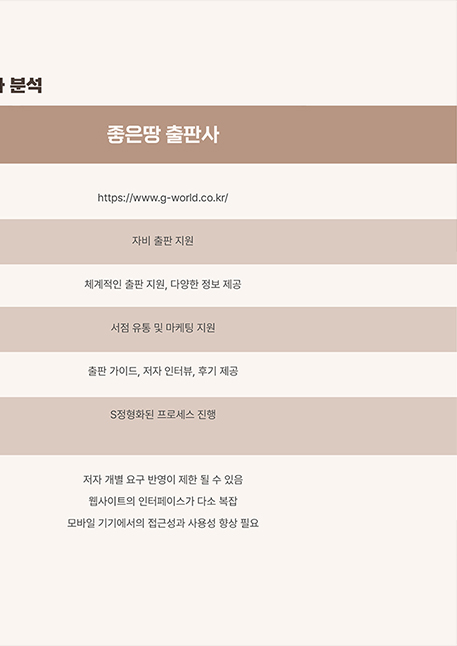 분석
좋은땅 출판사
https://www.g-world.co.kr/
자비 출판 지원
체계적인 출판 지원, 다양한 정보 제공
서점 유통 및 마케팅 지원
출판 가이드, 저자 인터뷰, 후기 제공
S정형화된 프로세스 진행
저자 개별 요구 반영이 제한 될 수 있음
웹사이트의 인터페이스가 다소 복잡
모바일 기기에서의 접근성과 사용성 향상 필요